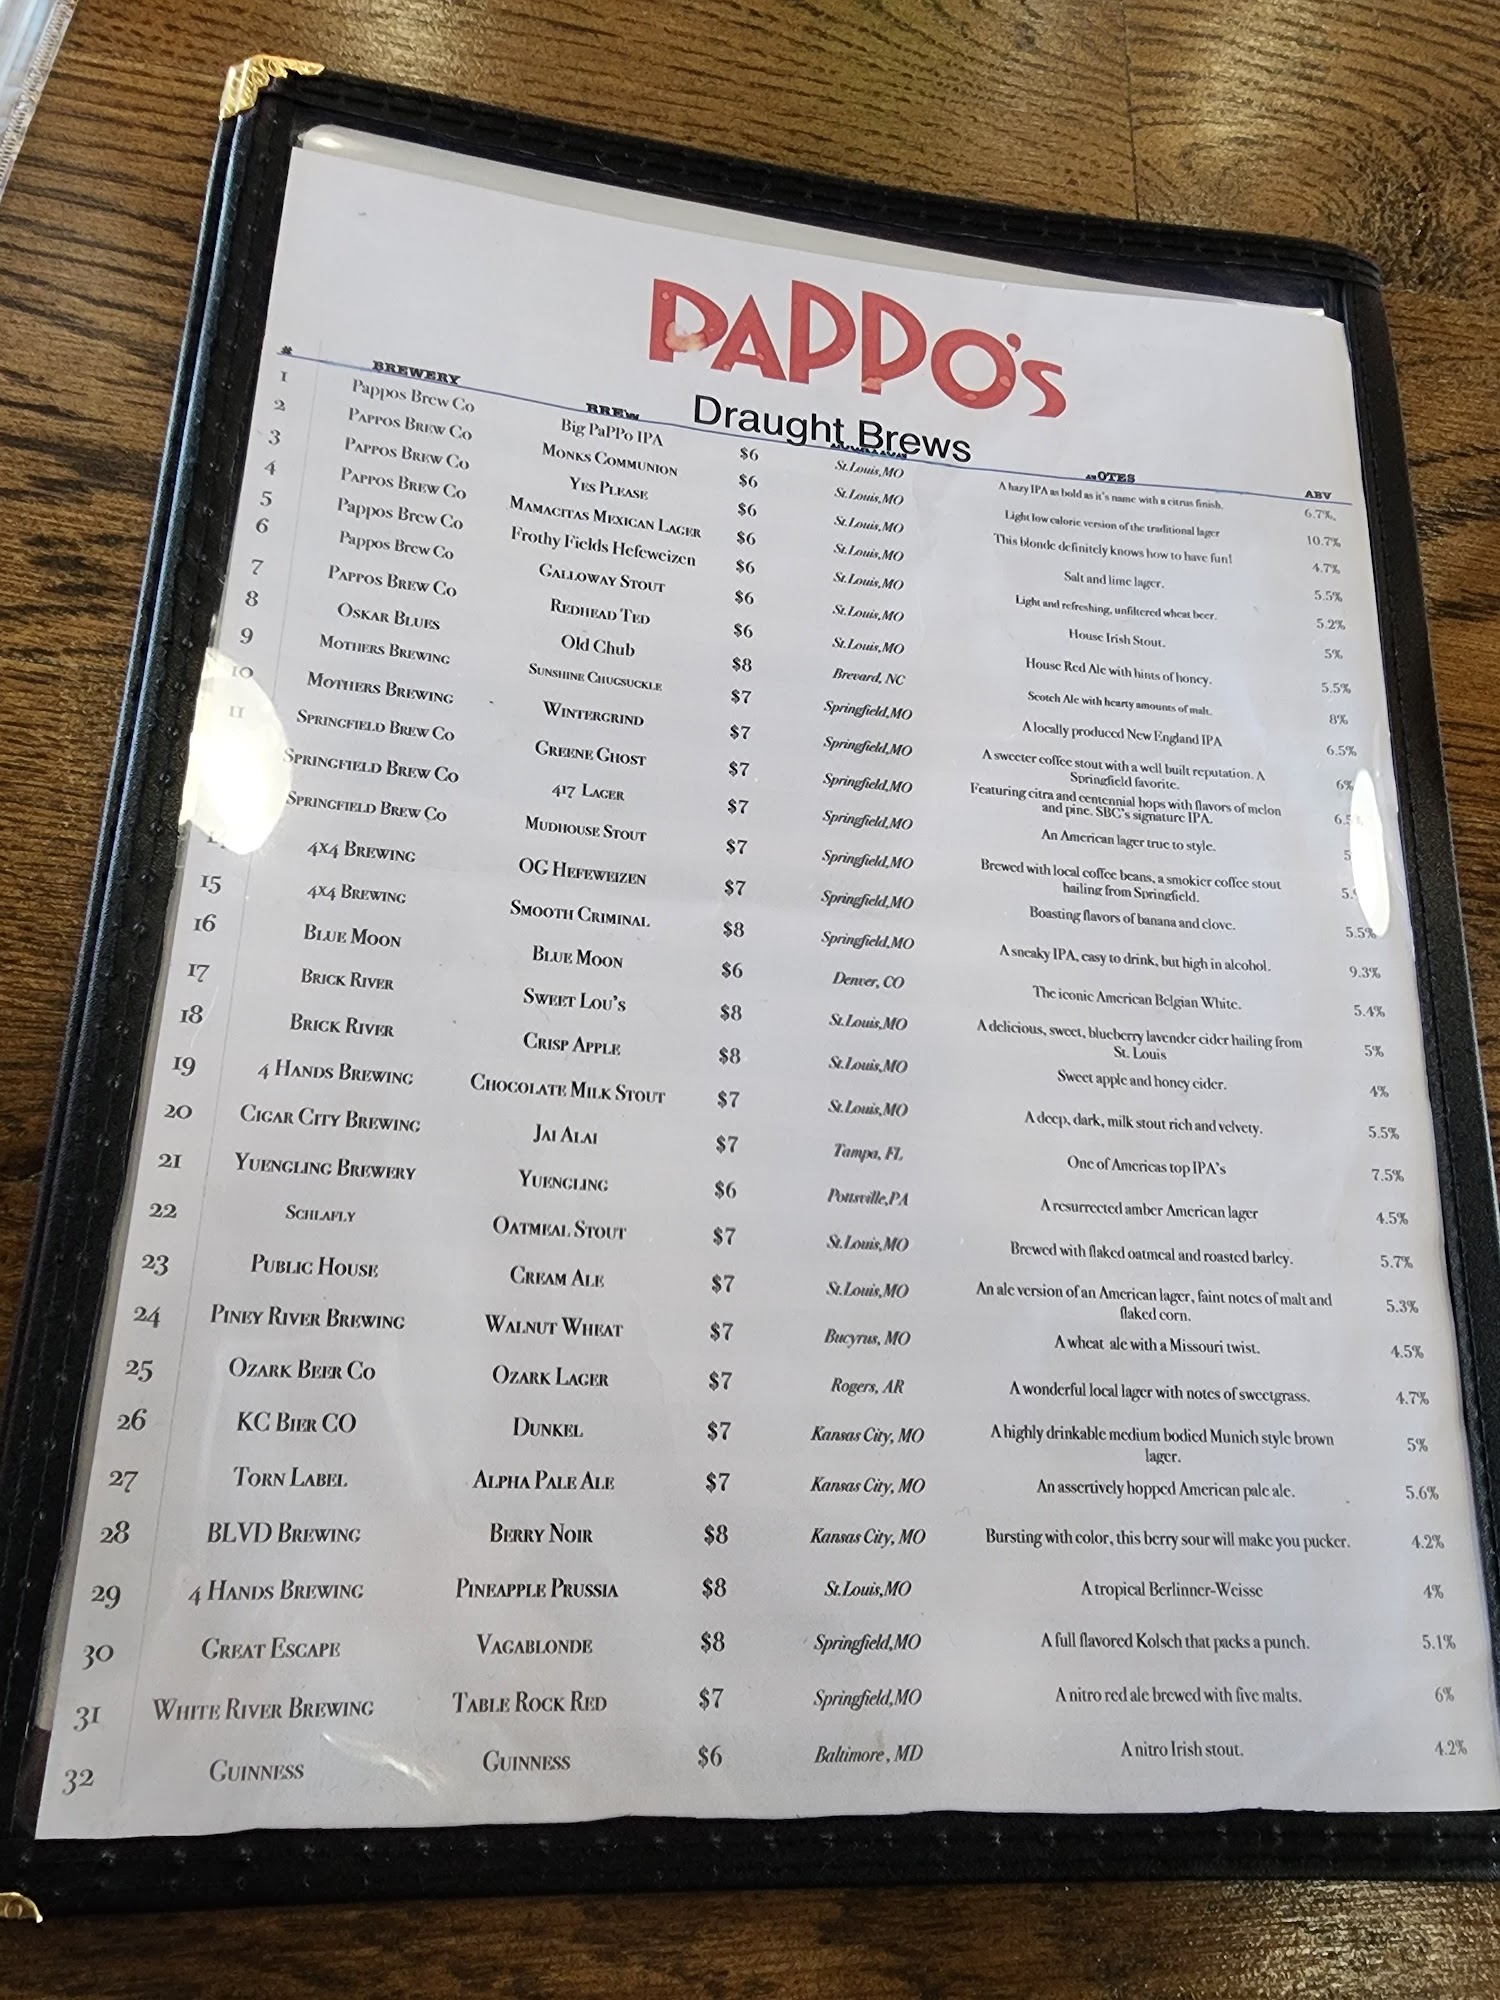 PAPPO'S
Draught Brews
# BREWERY BREW NOTES ABV
1 Pappos Brew Co Big PaPPo IPA $6 St.Louis,MO A hazy IPA as bold as it's name with a citrus finish. 6.7%
2 Pappos Brew Co Monks Communion $6 St.Louis,MO Light low calorie version of the traditional lager 10.7%
3 Pappos Brew Co Yes Please $6 St.Louis,MO This blonde definitely knows how to have fun! 4.7%
4 Pappos Brew Co Mamacitas Mexican Lager $6 St.Louis,MO Salt and lime lager. 5.5%
5 Pappos Brew Co Frothy Fields Hefeweizen $6 St.Louis,MO Light and refreshing, unfiltered wheat beer. 5.2%
6 Pappos Brew Co Galloway Stout $6 St.Louis,MO House Irish Stout. 5%
7 Pappos Brew Co Redhead Ted $6 St.Louis,MO House Red Ale with hints of honey. 5.5%
8 Oskar Blues Old Chub $8 Brevard, NC Scotch Ale with hearty amounts of malt. 8%
9 Mothers Brewing Sunshine Chugsuckle $7 Springfield,MO A locally produced New England IPA 6.5%
10 Mothers Brewing Wintergrind $7 Springfield,MO A sweeter coffee stout with a well built reputation. A
Springfield favorite. 6%
11 Springfield Brew Co Greene Ghost $7 Springfield,MO Featuring citra and centennial hops with flavors of melon
and pine. SBC's signature IPA.
Springfield Brew Co 417 Lager $7 Springfield,MO An American lager true to style.
Springfield Brew Co Mudhouse Stout $7 Springfield,MO Brewed with local coffee beans, a smokier coffee stout
hailing from Springfield.
4x4 Brewing OG Hefeweizen $7 Springfield,MO Boasting flavors of banana and clove. 5.5%
15 4x4 Brewing Smooth Criminal $8 Springfield,MO A sneaky IPA, easy to drink, but high in alcohol. 9.3%
16 Blue Moon Blue Moon $6 Denver, CO The iconic American Belgian White. 5.4%
17 Brick River Sweet Lou's $8 St.Louis,MO A delicious, sweet, blueberry lavender cider hailing from
St. Louis 5%
18 Brick River Crisp Apple $8 St.Louis,MO Sweet apple and honey cider. 4%
19 4 Hands Brewing Chocolate Milk Stout $7 St.Louis,MO A deep, dark, milk stout rich and velvety. 5.5%
20 Cigar City Brewing Jai Alai $7 Tampa, FL One of Americas top IPA's 7.5%
21 Yuengling Brewery Yuengling $6 Pottsville,PA A resurrected amber American lager 4.5%
22 Schlafly Oatmeal Stout $7 St.Louis,MO Brewed with flaked oatmeal and roasted barley. 5.7%
23 Public House Cream Ale $7 St.Louis,MO An ale version of an American lager, faint notes of malt and
flaked corn. 5.3%
24 Piney River Brewing Walnut Wheat $7 Bucyrus, MO A wheat ale with a Missouri twist. 4.5%
25 Ozark Beer Co Ozark Lager $7 Rogers, AR A wonderful local lager with notes of sweetgrass. 4.7%
26 KC Bier CO Dunkel $7 Kansas City, MO A highly drinkable medium bodied Munich style brown
lager. 5%
27 Torn Label Alpha Pale Ale $7 Kansas City, MO An assertively hopped American pale ale. 5.6%
28 BLVD Brewing Berry Noir $8 Kansas City, MO Bursting with color, this berry sour will make you pucker. 4.2%
29 4 Hands Brewing Pineapple Prussia $8 St.Louis,MO A tropical Berlinner-Weisse 4%
30 Great Escape Vagablonde $8 Springfield,MO A full flavored Kolsch that packs a punch. 5.1%
31 White River Brewing Table Rock Red $7 Springfield,MO A nitro red ale brewed with five malts. 6%
32 Guinness Guinness $6 Baltimore, MD A nitro Irish stout. 4.2%